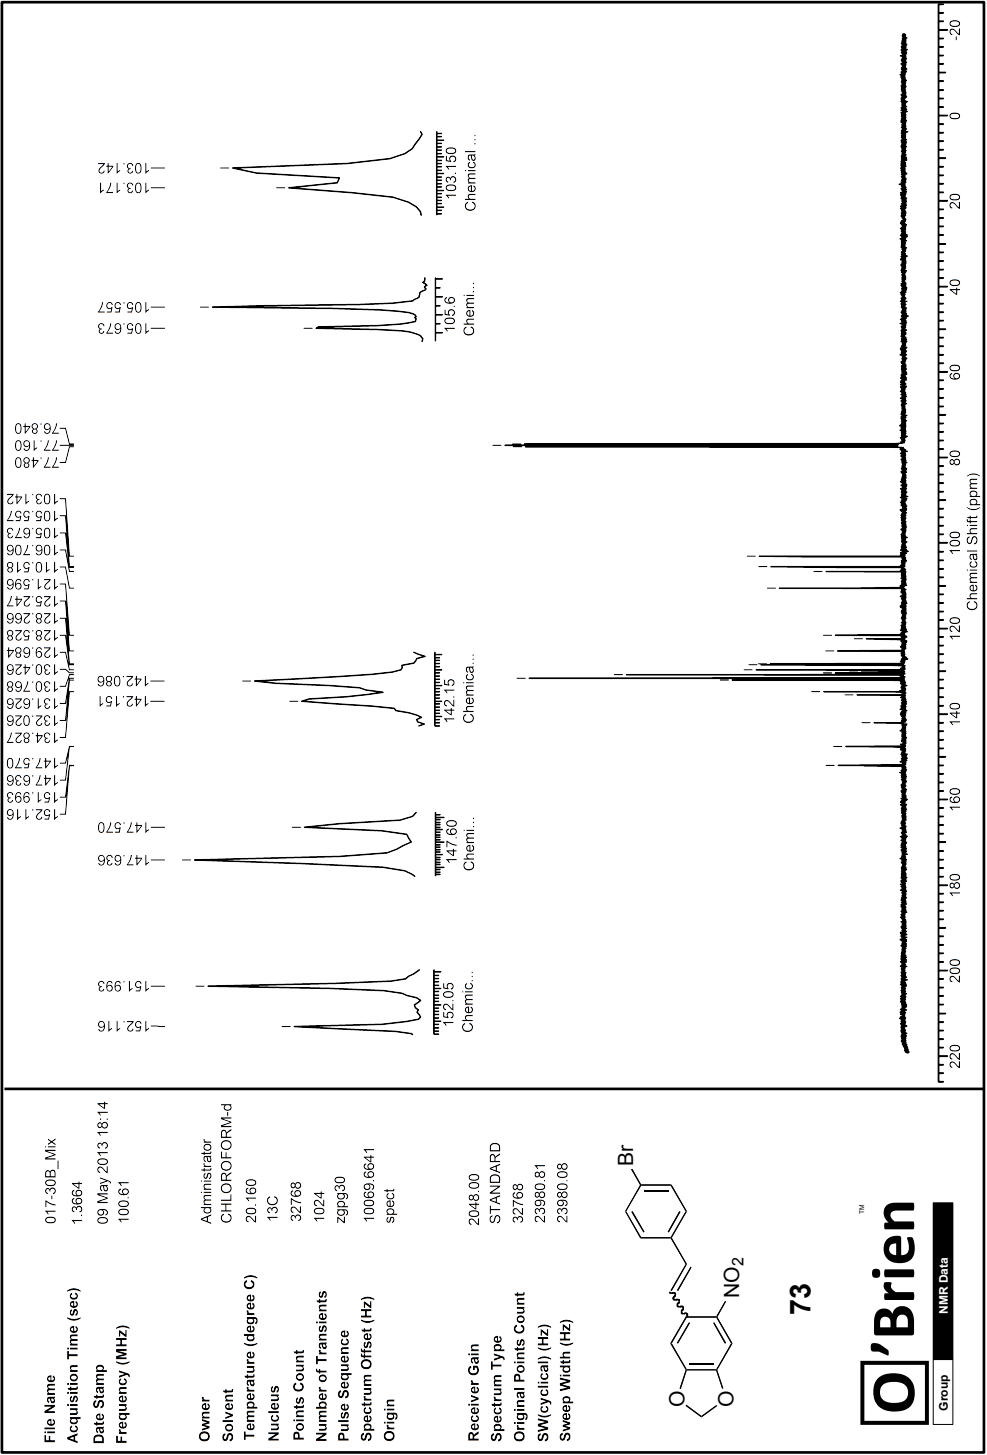 File Name 017-30B_Mix
Acquisition Time (sec) 1.3664
Date Stamp 09 May 2013 18:14
Frequency (MHz) 100.61
Owner Administrator
Solvent CHLOROFORM-d
Temperature (degree C) 20.160
Nucleus 13C
Points Count 32768
Number of Transients 1024
Pulse Sequence zgpg30
Spectrum Offset (Hz) 10069.6641
Origin spect
Receiver Gain 2048.00
Spectrum Type STANDARD
Original Points Count 32768
SW(cyclical) (Hz) 23980.81
Sweep Width (Hz) 23980.08
Br
NO2
O
O
73
O'Brien
TM
Group NMR Data
152.116
151.993
147.636
147.570
134.827
132.026
131.626
130.766
130.426
129.684
128.528
128.266
125.247
121.596
110.518
106.706
105.673
105.557
103.142
77.480
77.160
76.840
152.116
151.993
152.05
Chemic...
147.636
147.570
147.60
Chemi...
142.151
142.086
142.15
Chemica...
105.673
105.557
105.6
Chemi...
103.171
103.142
103.150
Chemical ...
220 200 180 160 140 120 100 80 60 40 20 0 -20
Chemical Shift (ppm)